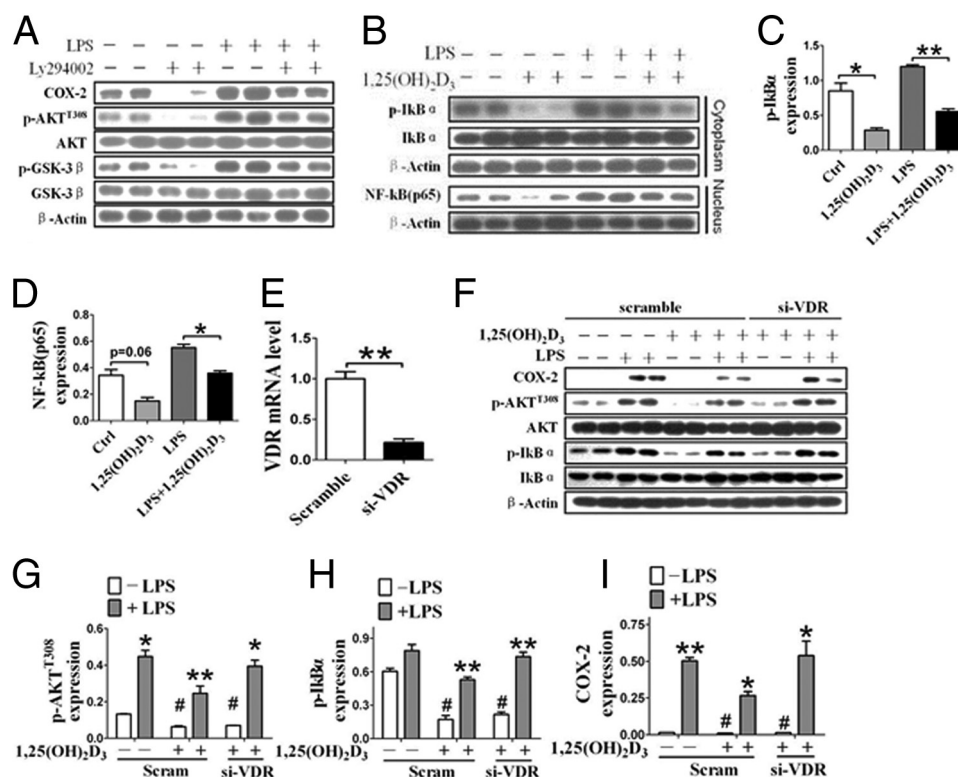 A
LPS − − − − + + + +
Ly294002 − − + + − − + +
COX-2
p-AKT^T308
AKT
p-GSK-3β
GSK-3β
β-Actin
B
LPS − − − − + + + +
1,25(OH)₂D₃ − − + + − − + +
p-IkBα
IkBα
β-Actin
Cytoplasm
NF-kB(p65)
β-Actin
Nucleus
C
p-IkBα
expression
1.5
1.0
0.5
0.0
*
**
Ctrl
1,25(OH)₂D₃
LPS
LPS+1,25(OH)₂D₃
D
NF-kB(p65)
expression
0.8
0.6
0.4
0.2
0.0
p=0.06
*
Ctrl
1,25(OH)₂D₃
LPS
LPS+1,25(OH)₂D₃
E
VDR mRNA level
1.5
1.0
0.5
0.0
**
Scramble
si-VDR
F
scramble si-VDR
1,25(OH)₂D₃ − − − − + + + + + + + +
LPS − − + + − − + + − − + +
COX-2
p-AKT^T308
AKT
p-IkBα
IkBα
β-Actin
G
− LPS
+ LPS
p-AKT^T308
expression
0.6
0.4
0.2
0.0
* # ** # *
1,25(OH)₂D₃ − − + + + +
Scram si-VDR
H
−LPS
+LPS
p-IkBα
expression
0.9
0.6
0.3
0.0
# ** # **
1,25(OH)₂D₃ − − + + + +
Scram si-VDR
I
−LPS
+LPS
COX-2
expression
0.75
0.50
0.25
0.00
** # * # *
1,25(OH)₂D₃ − − + + + +
Scram si-VDR